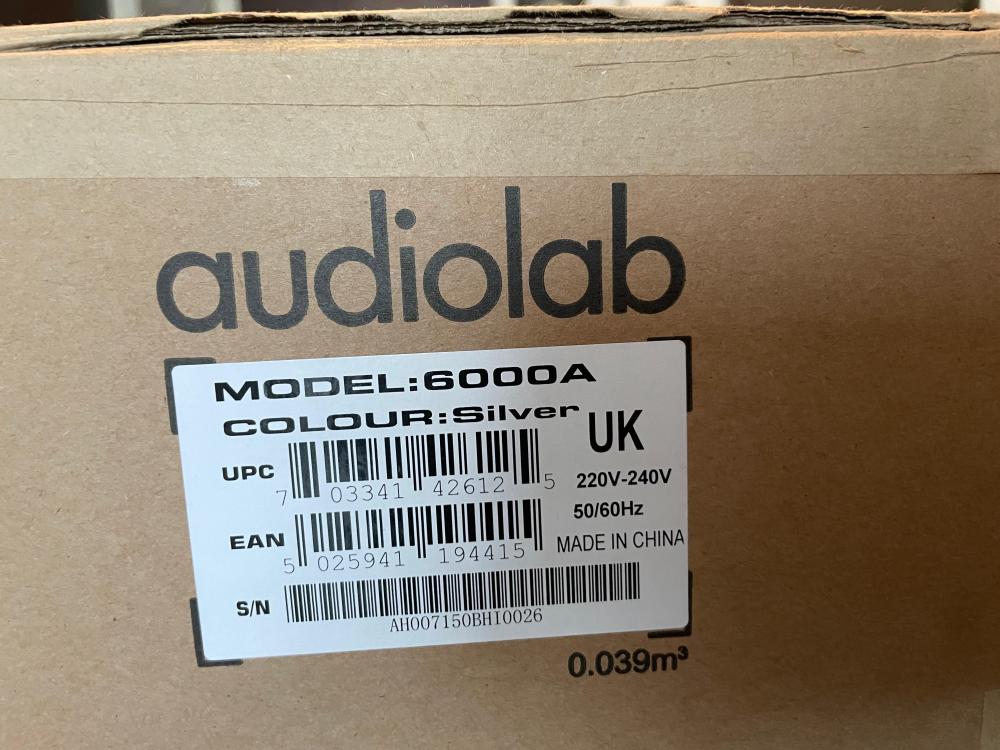 audiolab
MODEL:6000A
COLOUR:Silver
UK
UPC
7 03341 42612 5
220V-240V
50/60Hz
EAN
5 025941 194415
MADE IN CHINA
S/N
AH007150BHI0026
0.039m³